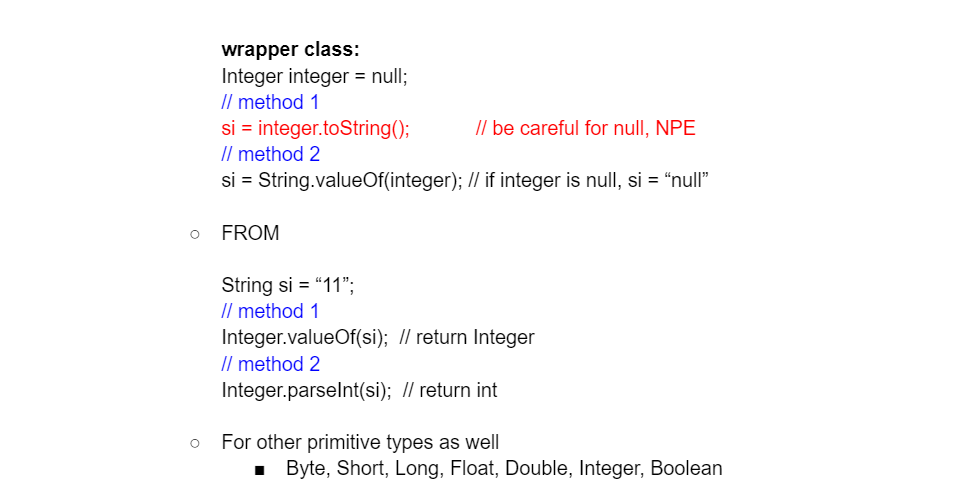 wrapper class:
Integer integer = null;
// method 1
si = integer.toString(); // be careful for null, NPE
// method 2
si = String.valueOf(integer); // if integer is null, si = “null”
○ FROM
String si = “11”;
// method 1
Integer.valueOf(si); // return Integer
// method 2
Integer.parseInt(si); // return int
○ For other primitive types as well
■ Byte, Short, Long, Float, Double, Integer, Boolean